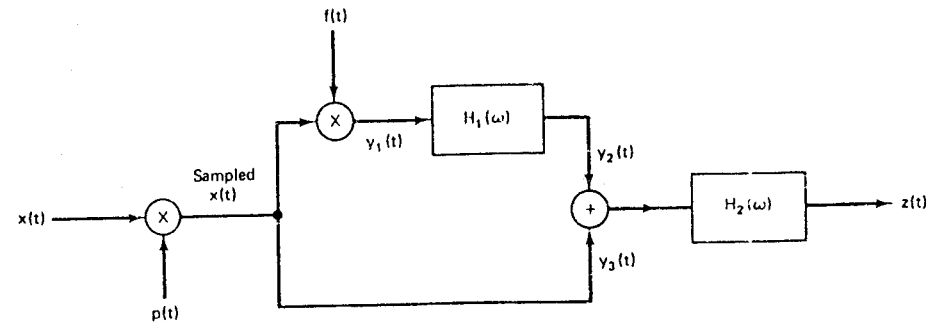 f(t)
X
H₁(ω)
y₁(t)
y₂(t)
Sampled
x(t)
x(t)
X
+
H₂(ω)
z(t)
y₃(t)
p(t)